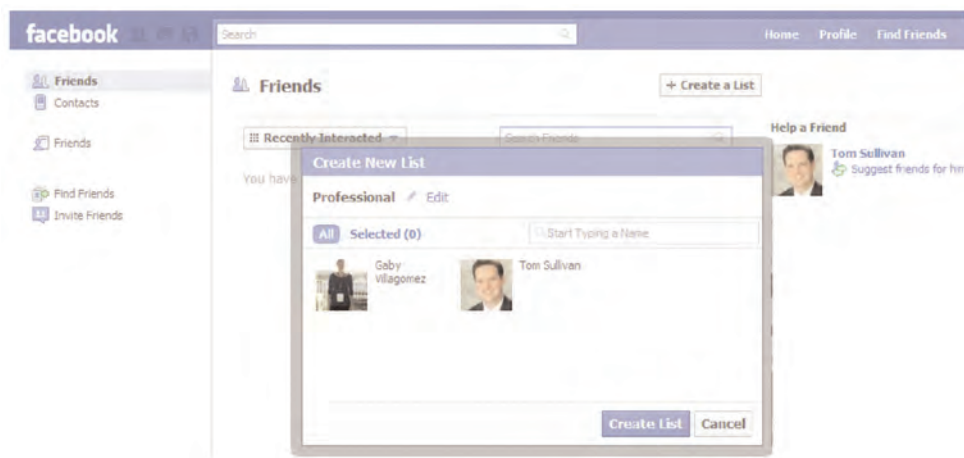 facebook
Search
Home Profile Find Friends
Friends
Contacts
Friends
Find Friends
Invite Friends
Friends
+ Create a List
Recently Interacted
Search Friends
You have
Help a Friend
Tom Sullivan
Suggest friends for him
Create New List
Professional Edit
All Selected (0)
Start Typing a Name
Gaby
Villagomez
Tom Sullivan
Create List Cancel